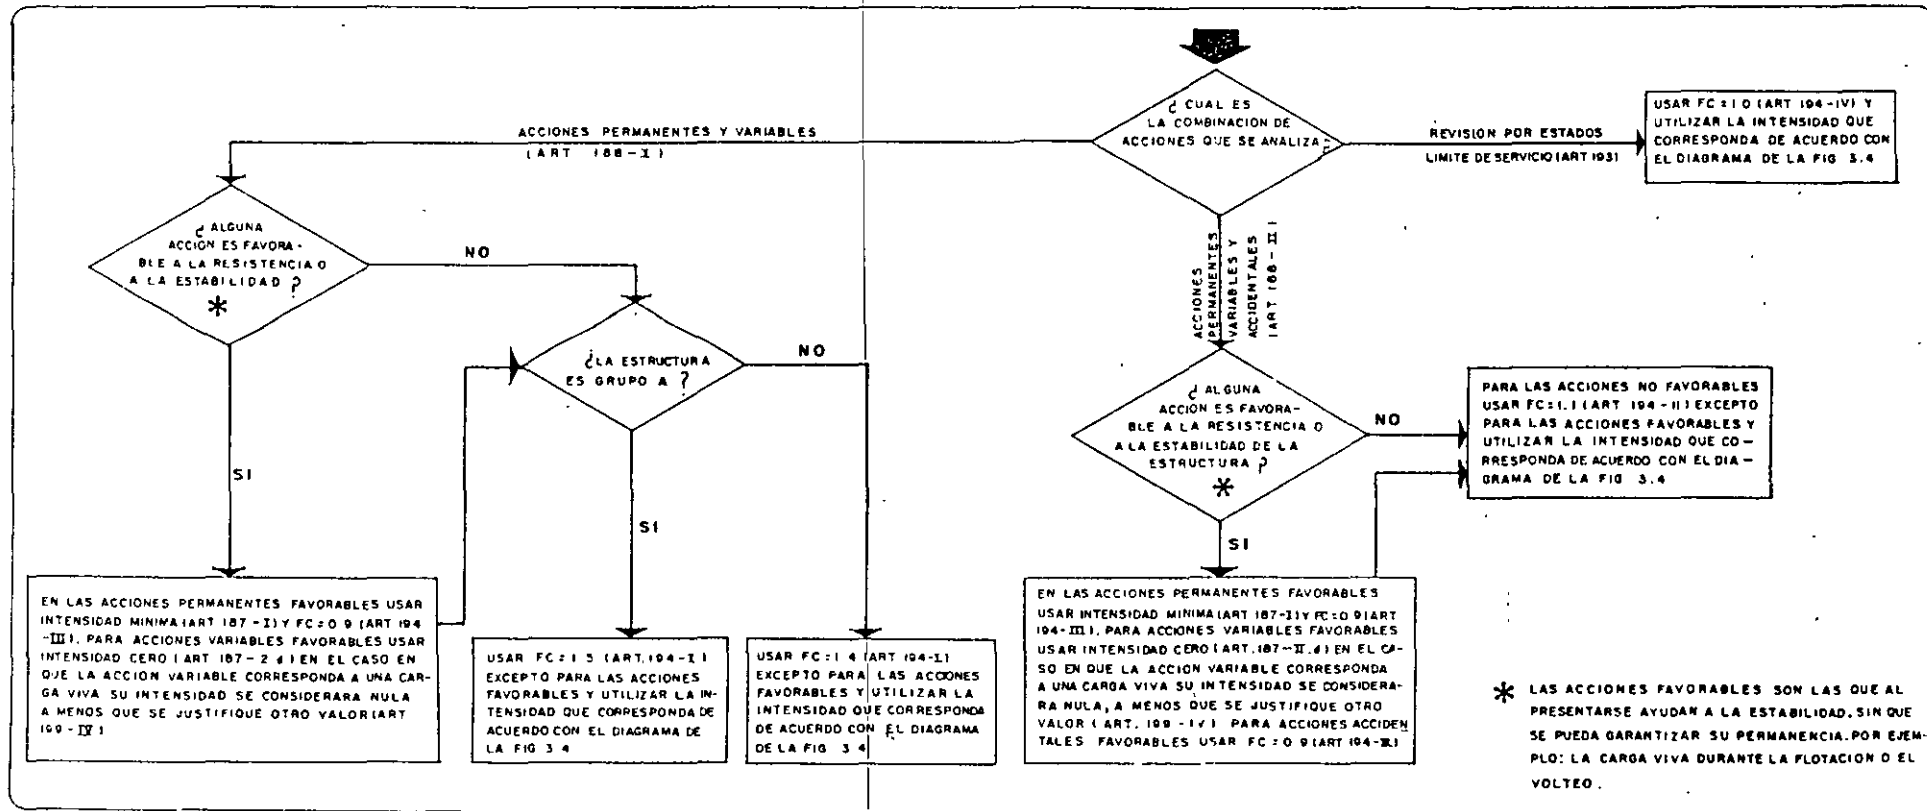 ¿ CUAL ES
LA COMBINACION DE
ACCIONES QUE SE ANALIZA?
ACCIONES PERMANENTES Y VARIABLES
(ART 188-I)
REVISION POR ESTADOS
LIMITE DE SERVICIO (ART 193)
USAR FC=1 0 (ART 194-IV) Y
UTILIZAR LA INTENSIDAD QUE
CORRESPONDA DE ACUERDO CON
EL DIAGRAMA DE LA FIG 3.4
¿ ALGUNA
ACCION ES FAVORA-
BLE A LA RESISTENCIA O
A LA ESTABILIDAD ?
*
NO
SI
¿LA ESTRUCTURA
ES GRUPO A ?
NO
SI
ACCIONES
PERMANENTES
VARIABLES Y
ACCIDENTALES
(ART 188-II)
¿ ALGUNA
ACCION ES FAVORA-
BLE A LA RESISTENCIA O
A LA ESTABILIDAD DE LA
ESTRUCTURA ?
*
NO
SI
PARA LAS ACCIONES NO FAVORABLES
USAR FC=1.1 (ART 194-II) EXCEPTO
PARA LAS ACCIONES FAVORABLES Y
UTILIZAR LA INTENSIDAD QUE CO-
RRESPONDA DE ACUERDO CON EL DIA-
GRAMA DE LA FIG 3.4
EN LAS ACCIONES PERMANENTES FAVORABLES USAR
INTENSIDAD MINIMA (ART 187-I) Y FC=0 9 (ART 194
-III). PARA ACCIONES VARIABLES FAVORABLES USAR
INTENSIDAD CERO (ART 187-2 d) EN EL CASO EN
QUE LA ACCION VARIABLE CORRESPONDA A UNA CAR-
GA VIVA SU INTENSIDAD SE CONSIDERARA NULA
A MENOS QUE SE JUSTIFIQUE OTRO VALOR (ART
199-IV)
USAR FC=1 5 (ART. 194-I)
EXCEPTO PARA LAS ACCIONES
FAVORABLES Y UTILIZAR LA IN-
TENSIDAD QUE CORRESPONDA DE
ACUERDO CON EL DIAGRAMA DE
LA FIG 3 4
USAR FC=1 4 (ART 194-I)
EXCEPTO PARA LAS ACCIONES
FAVORABLES Y UTILIZAR LA
INTENSIDAD QUE CORRESPONDA
DE ACUERDO CON EL DIAGRAMA
DE LA FIG 3 4
EN LAS ACCIONES PERMANENTES FAVORABLES
USAR INTENSIDAD MINIMA (ART 187-I) Y FC=0 9 (ART
194-III). PARA ACCIONES VARIABLES FAVORABLES
USAR INTENSIDAD CERO (ART. 187-II.d) EN EL CA-
SO EN QUE LA ACCION VARIABLE CORRESPONDA
A UNA CARGA VIVA SU INTENSIDAD SE CONSIDERA-
RA NULA, A MENOS QUE SE JUSTIFIQUE OTRO
VALOR (ART. 199-IV) PARA ACCIONES ACCIDEN
TALES FAVORABLES USAR FC=0 9 (ART 194-III)
* LAS ACCIONES FAVORABLES SON LAS QUE AL
PRESENTARSE AYUDAN A LA ESTABILIDAD, SIN QUE
SE PUEDA GARANTIZAR SU PERMANENCIA. POR EJEM-
PLO: LA CARGA VIVA DURANTE LA FLOTACION O EL
VOLTEO.